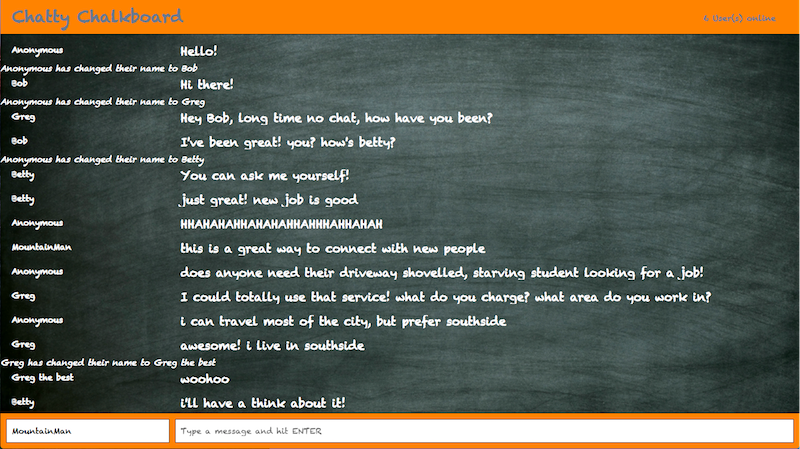 Chatty Chalkboard 6 User(s) online
Anonymous Hello!
Anonymous has changed their name to Bob
Bob Hi there!
Anonymous has changed their name to Greg
Greg Hey Bob, long time no chat, how have you been?
Bob I've been great! you? how's betty?
Anonymous has changed their name to Betty
Betty You can ask me yourself!
Betty just great! new job is good
Anonymous HHAHAHAHHAHAHAHHAHHHAHHAHAH
MountainMan this is a great way to connect with new people
Anonymous does anyone need their driveway shovelled, starving student looking for a job!
Greg I could totally use that service! what do you charge? what area do you work in?
Anonymous i can travel most of the city, but prefer southside
Greg awesome! i live in southside
Greg has changed their name to Greg the best
Greg the best woohoo
Betty i'll have a think about it!
MountainMan Type a message and hit ENTER